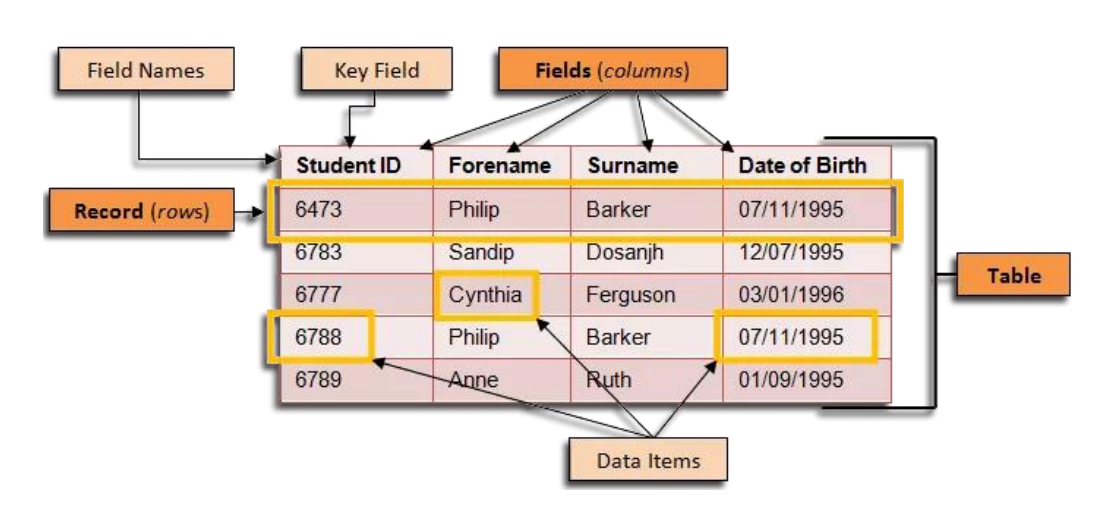 Field Names
Key Field
Fields (columns)
Student ID Forename Surname Date of Birth
Record (rows)
6473 Philip Barker 07/11/1995
6783 Sandip Dosanjh 12/07/1995
Table
6777 Cynthia Ferguson 03/01/1996
6788 Philip Barker 07/11/1995
6789 Anne Ruth 01/09/1995
Data Items